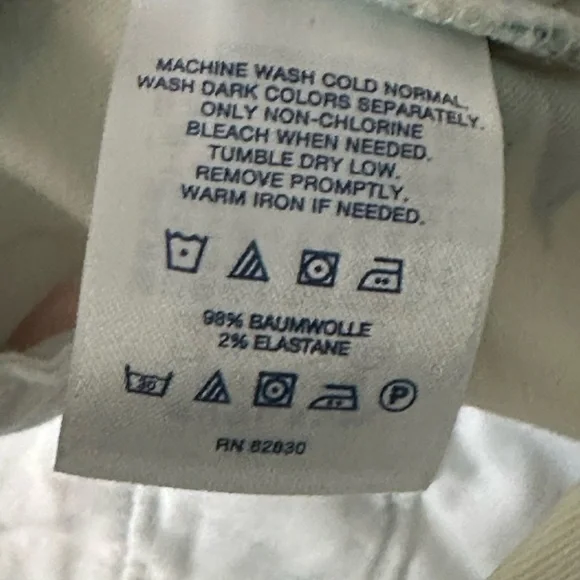 MACHINE WASH COLD NORMAL.
WASH DARK COLORS SEPARATELY.
ONLY NON-CHLORINE
BLEACH WHEN NEEDED.
TUMBLE DRY LOW.
REMOVE PROMPTLY.
WARM IRON IF NEEDED.
98% BAUMWOLLE
2% ELASTANE
30 P
RN 62830